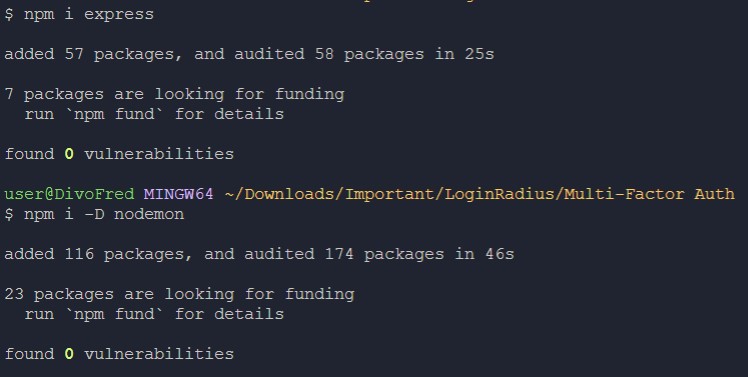 $ npm i express
added 57 packages, and audited 58 packages in 25s
7 packages are looking for funding
run `npm fund` for details
found 0 vulnerabilities
user@DivoFred MINGW64 ~/Downloads/Important/LoginRadius/Multi-Factor Auth
$ npm i -D nodemon
added 116 packages, and audited 174 packages in 46s
23 packages are looking for funding
run `npm fund` for details
found 0 vulnerabilities